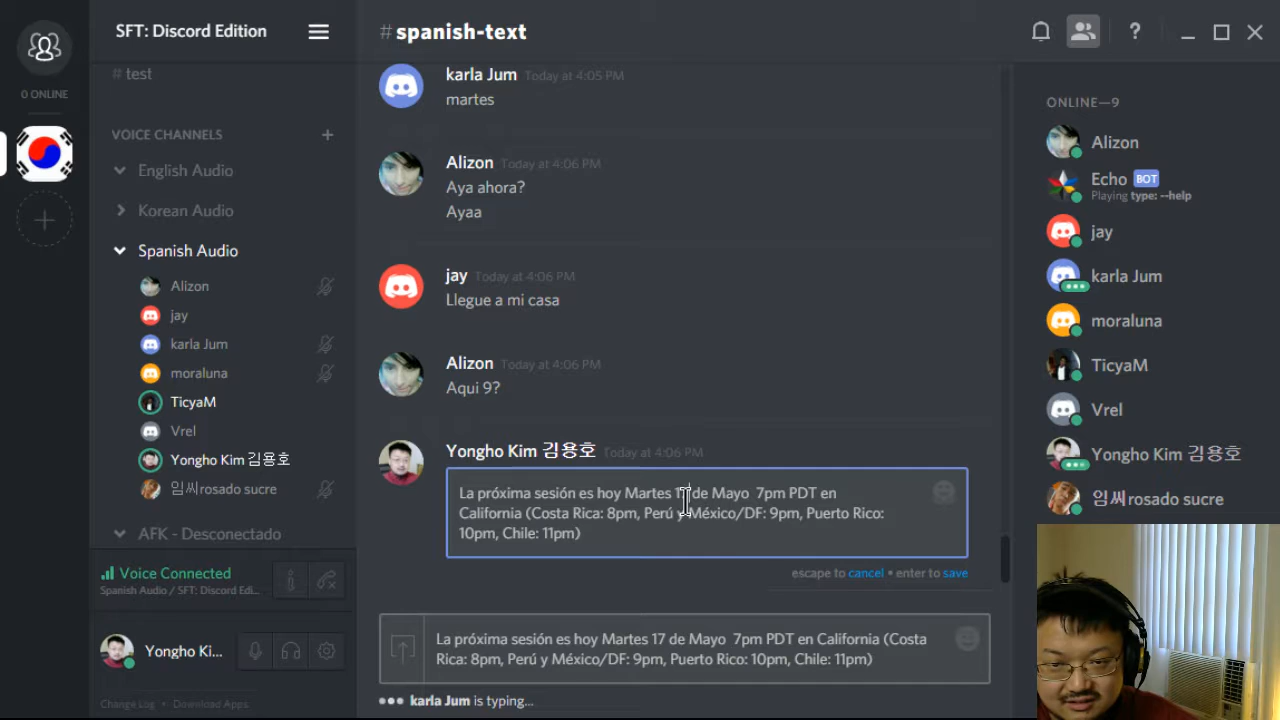 0 ONLINE
SFT: Discord Edition
# test
VOICE CHANNELS
English Audio
Korean Audio
Spanish Audio
Alizon
jay
karla Jum
moraluna
TicyaM
Vrel
Yongho Kim 김용호
임씨rosado sucre
AFK - Desconectado
Voice Connected
Spanish Audio / SFT: Discord Edi...
Yongho Ki...
Change Log • Download Apps
# spanish-text
karla Jum Today at 4:05 PM
martes
Alizon Today at 4:06 PM
Aya ahora?
Ayaa
jay Today at 4:06 PM
Llegue a mi casa
Alizon Today at 4:06 PM
Aqui 9?
Yongho Kim 김용호 Today at 4:06 PM
La próxima sesión es hoy Martes de Mayo 7pm PDT en
California (Costa Rica: 8pm, Perú y México/DF: 9pm, Puerto Rico:
10pm, Chile: 11pm)
escape to cancel • enter to save
La próxima sesión es hoy Martes 17 de Mayo 7pm PDT en California (Costa
Rica: 8pm, Perú y México/DF: 9pm, Puerto Rico: 10pm, Chile: 11pm)
karla Jum is typing...
ONLINE—9
Alizon
Echo BOT
Playing type: --help
jay
karla Jum
moraluna
TicyaM
Vrel
Yongho Kim 김용호
임씨rosado sucre